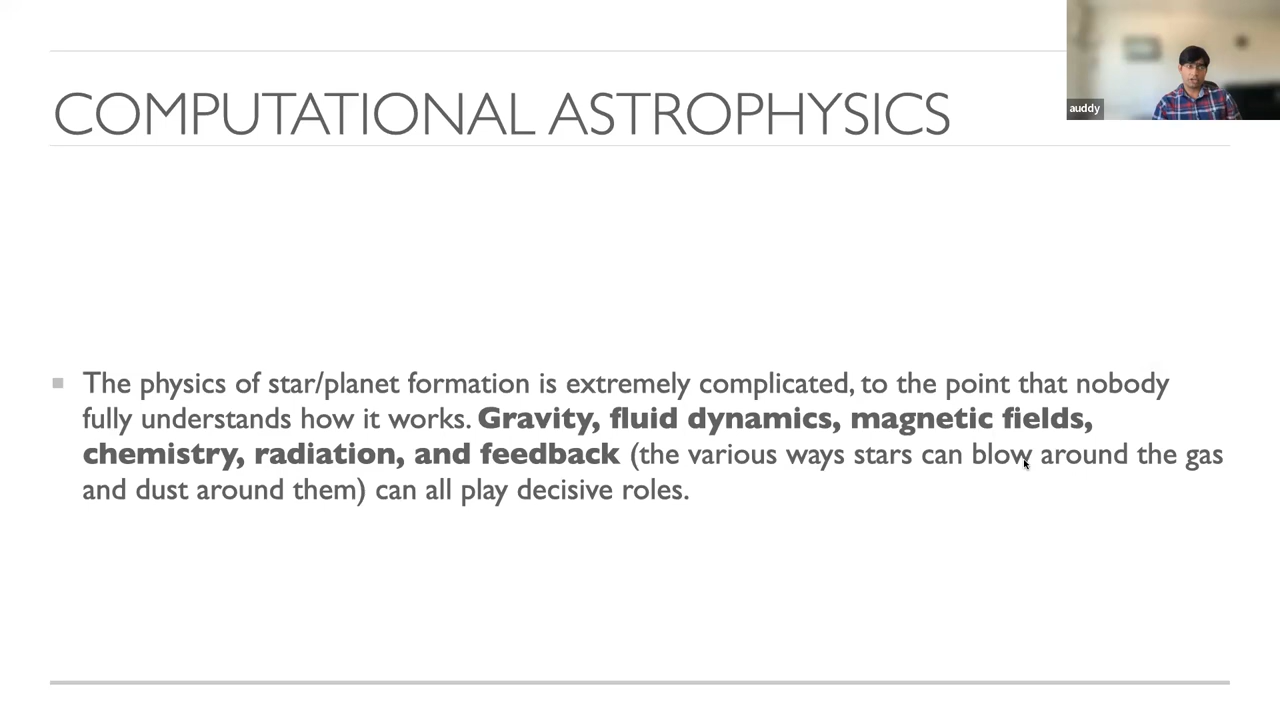 COMPUTATIONAL ASTROPHYSICS
auddy
The physics of star/planet formation is extremely complicated, to the point that nobody
fully understands how it works. Gravity, fluid dynamics, magnetic fields,
chemistry, radiation, and feedback (the various ways stars can blow around the gas
and dust around them) can all play decisive roles.